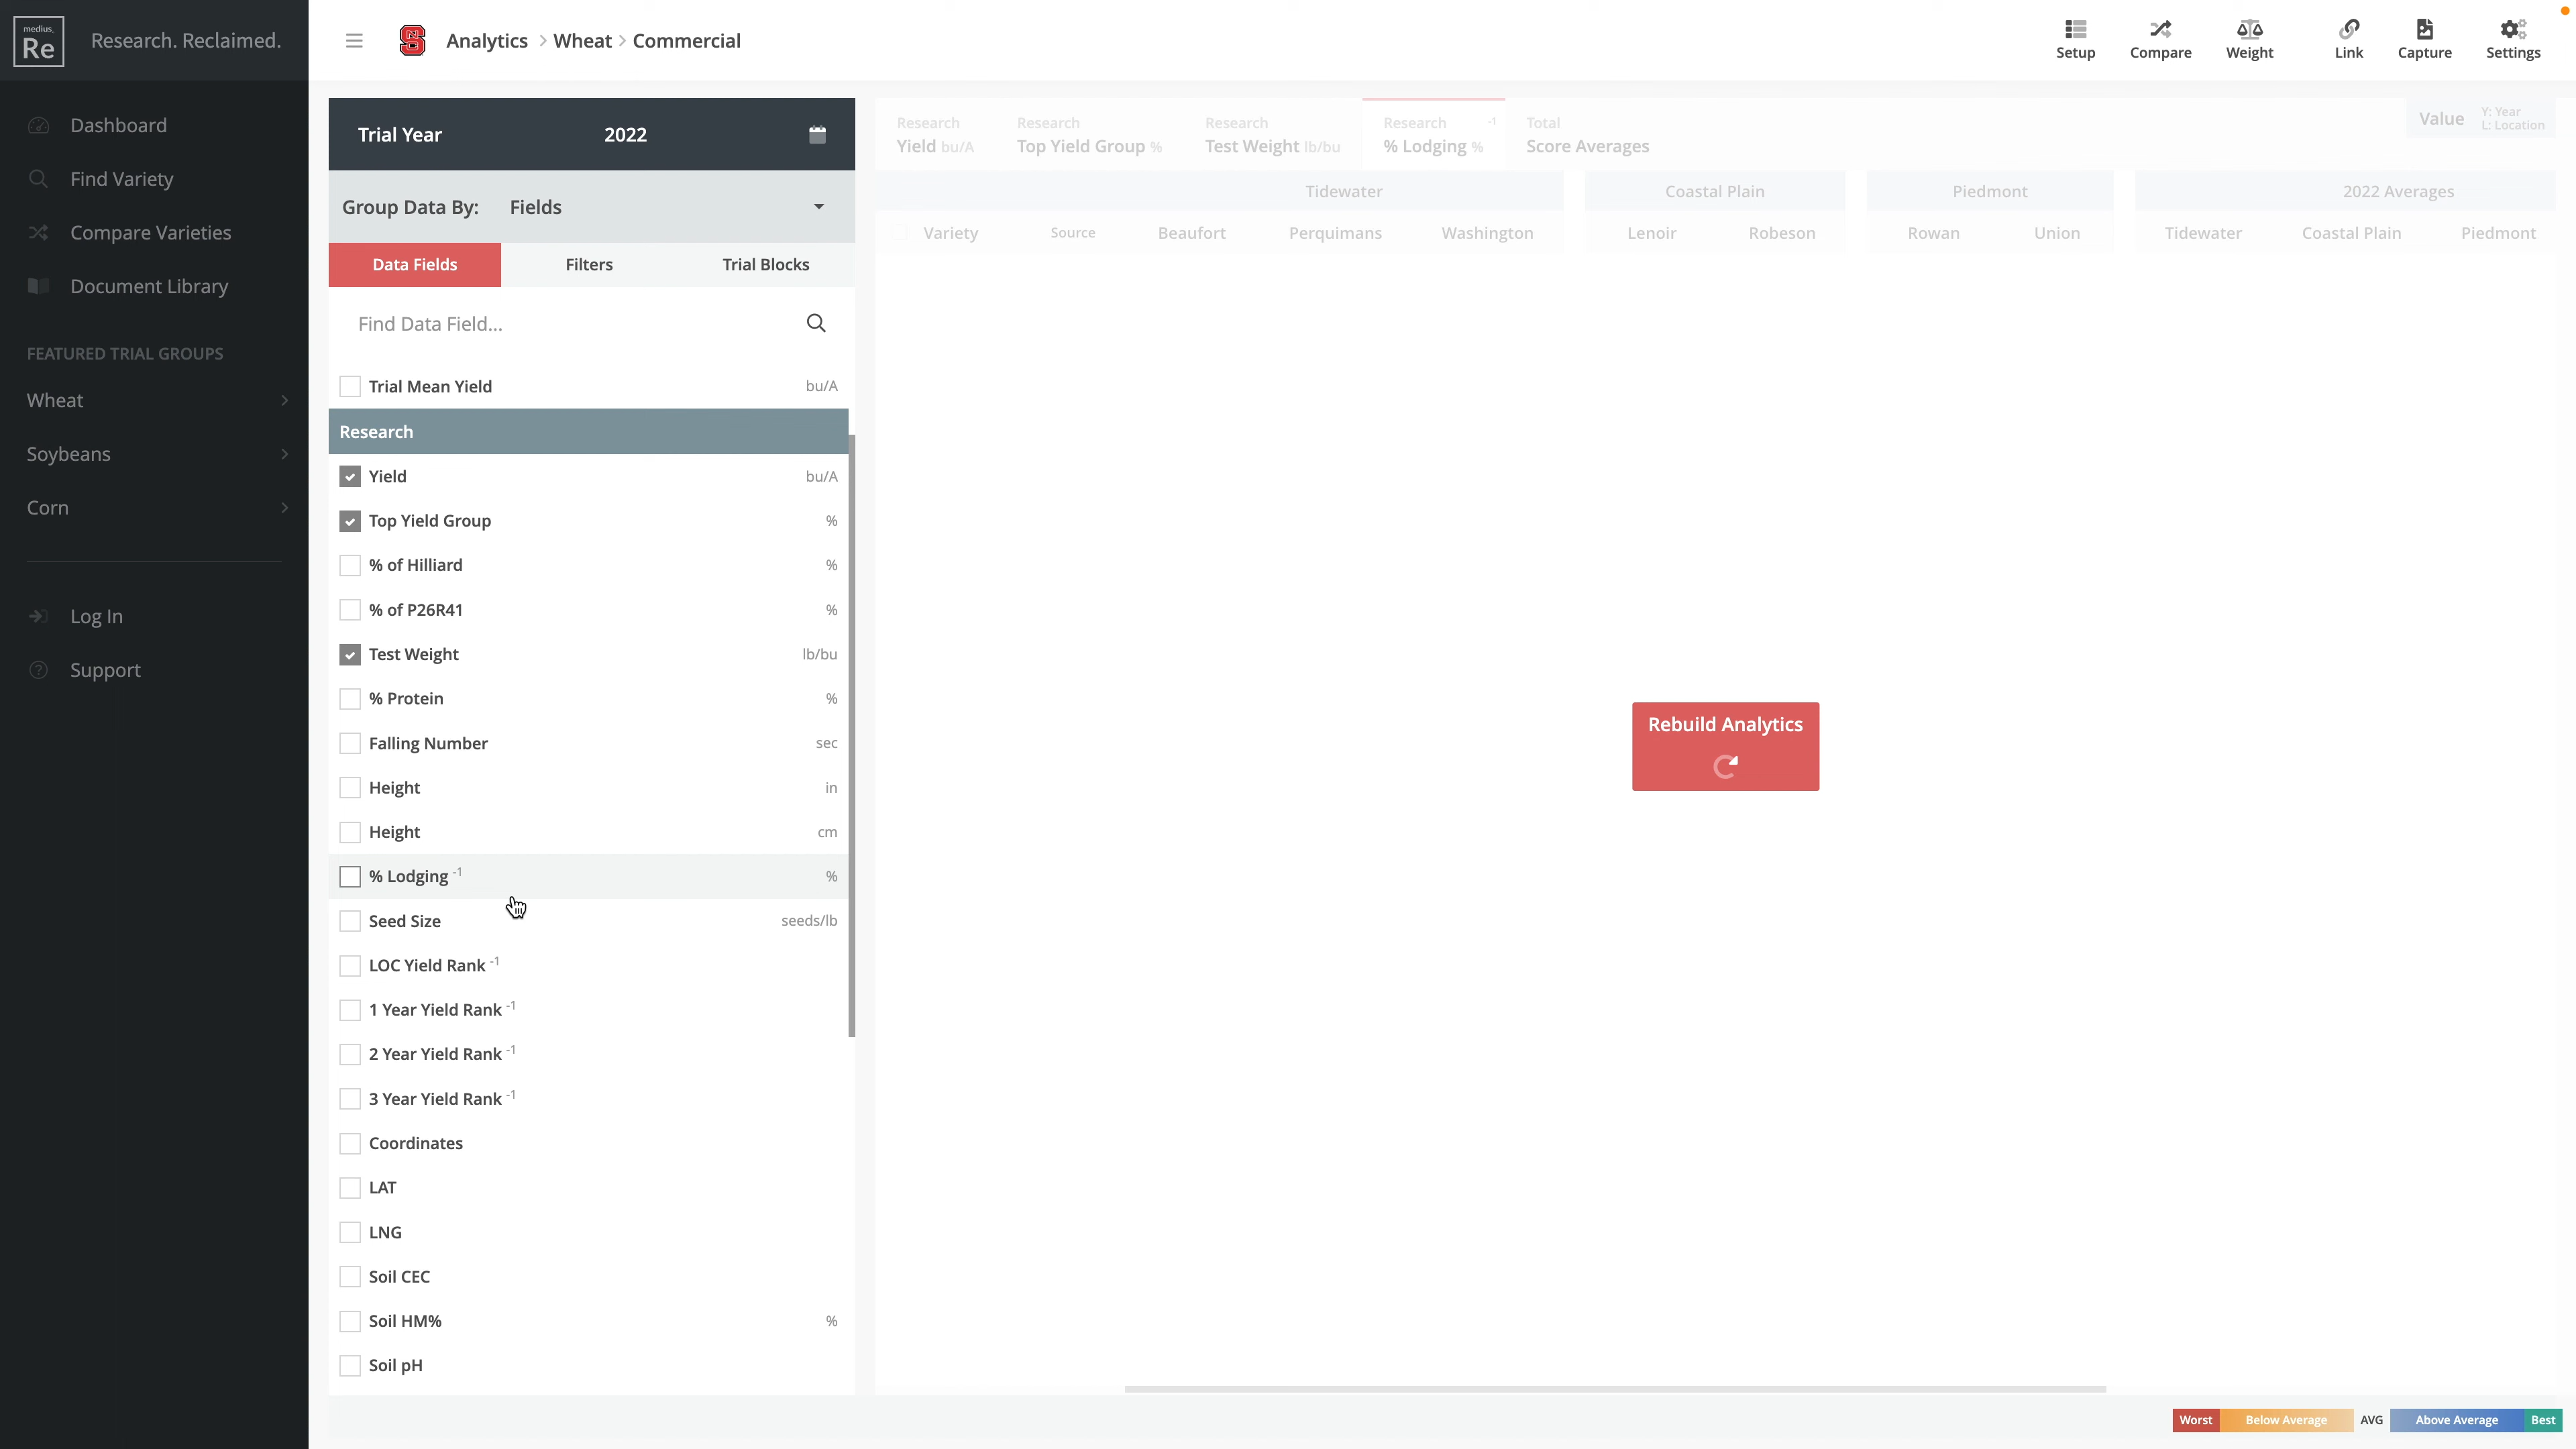 medius.
Re
Research. Reclaimed.
Analytics > Wheat > Commercial
Setup
Compare
Weight
Link
Capture
Settings
Dashboard
Find Variety
Compare Varieties
Document Library
FEATURED TRIAL GROUPS
Wheat
Soybeans
Corn
Log In
Support
Trial Year 2022
Group Data By: Fields
Data Fields Filters Trial Blocks
Find Data Field...
Trial Mean Yield bu/A
Research
Yield bu/A
Top Yield Group %
% of Hilliard %
% of P26R41 %
Test Weight lb/bu
% Protein %
Falling Number sec
Height in
Height cm
% Lodging -1 %
Seed Size seeds/lb
LOC Yield Rank -1
1 Year Yield Rank -1
2 Year Yield Rank -1
3 Year Yield Rank -1
Coordinates
LAT
LNG
Soil CEC
Soil HM% %
Soil pH
Research
Yield bu/A
Research
Top Yield Group %
Research
Test Weight lb/bu
Research -1
% Lodging %
Total
Score Averages
Value
Y: Year
L: Location
Tidewater Coastal Plain Piedmont 2022 Averages
Variety Source Beaufort Perquimans Washington Lenoir Robeson Rowan Union Tidewater Coastal Plain Piedmont
Rebuild Analytics
Worst Below Average AVG Above Average Best